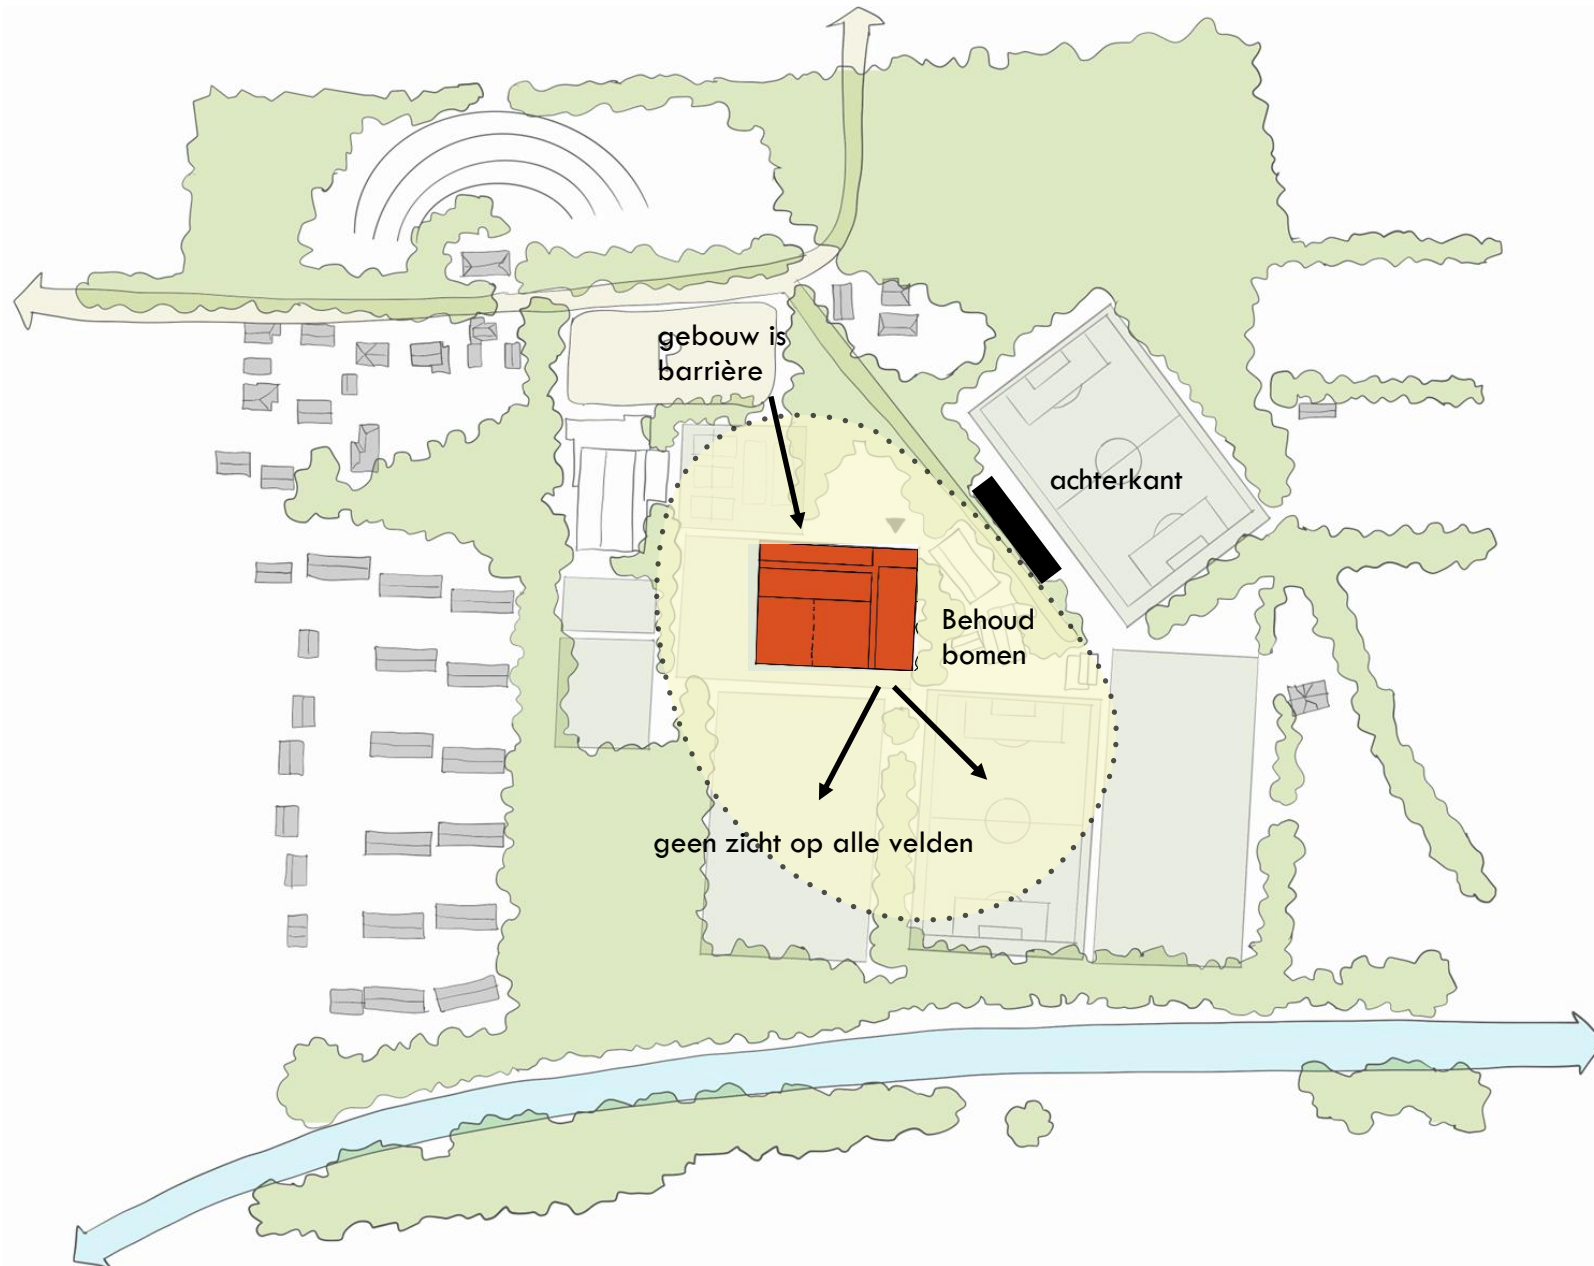 gebouw is
barrière
achterkant
Behoud
bomen
geen zicht op alle velden